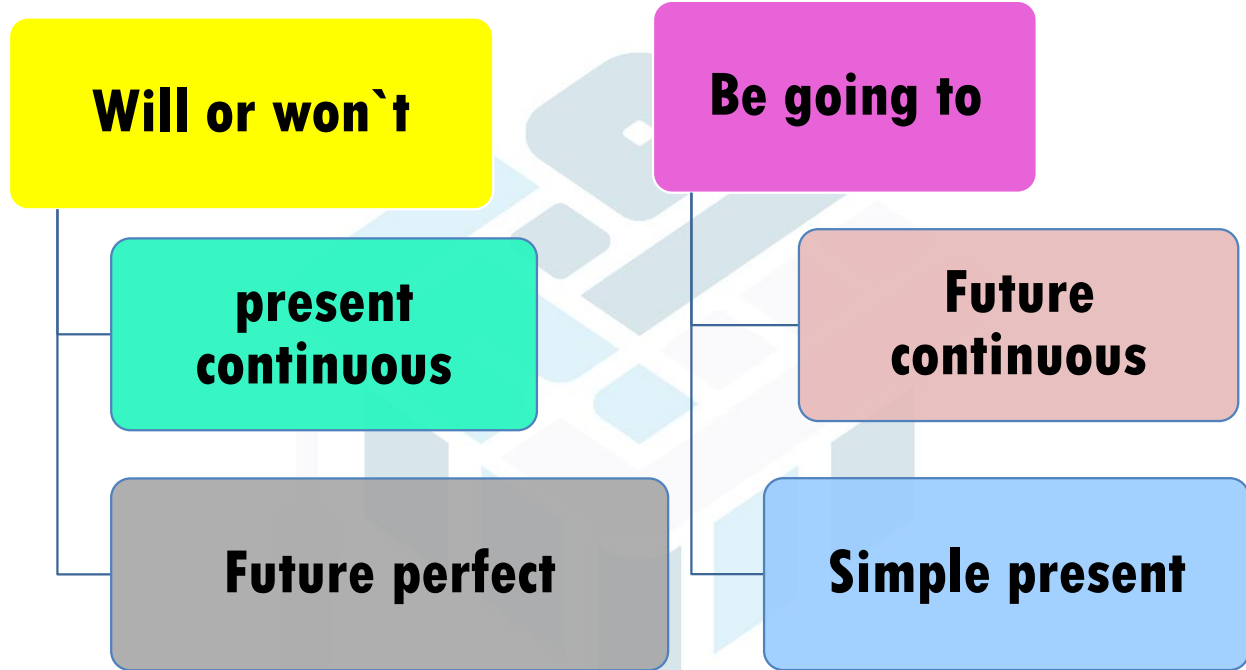 Will or won`t
present
continuous
Future perfect
Be going to
Future
continuous
Simple present